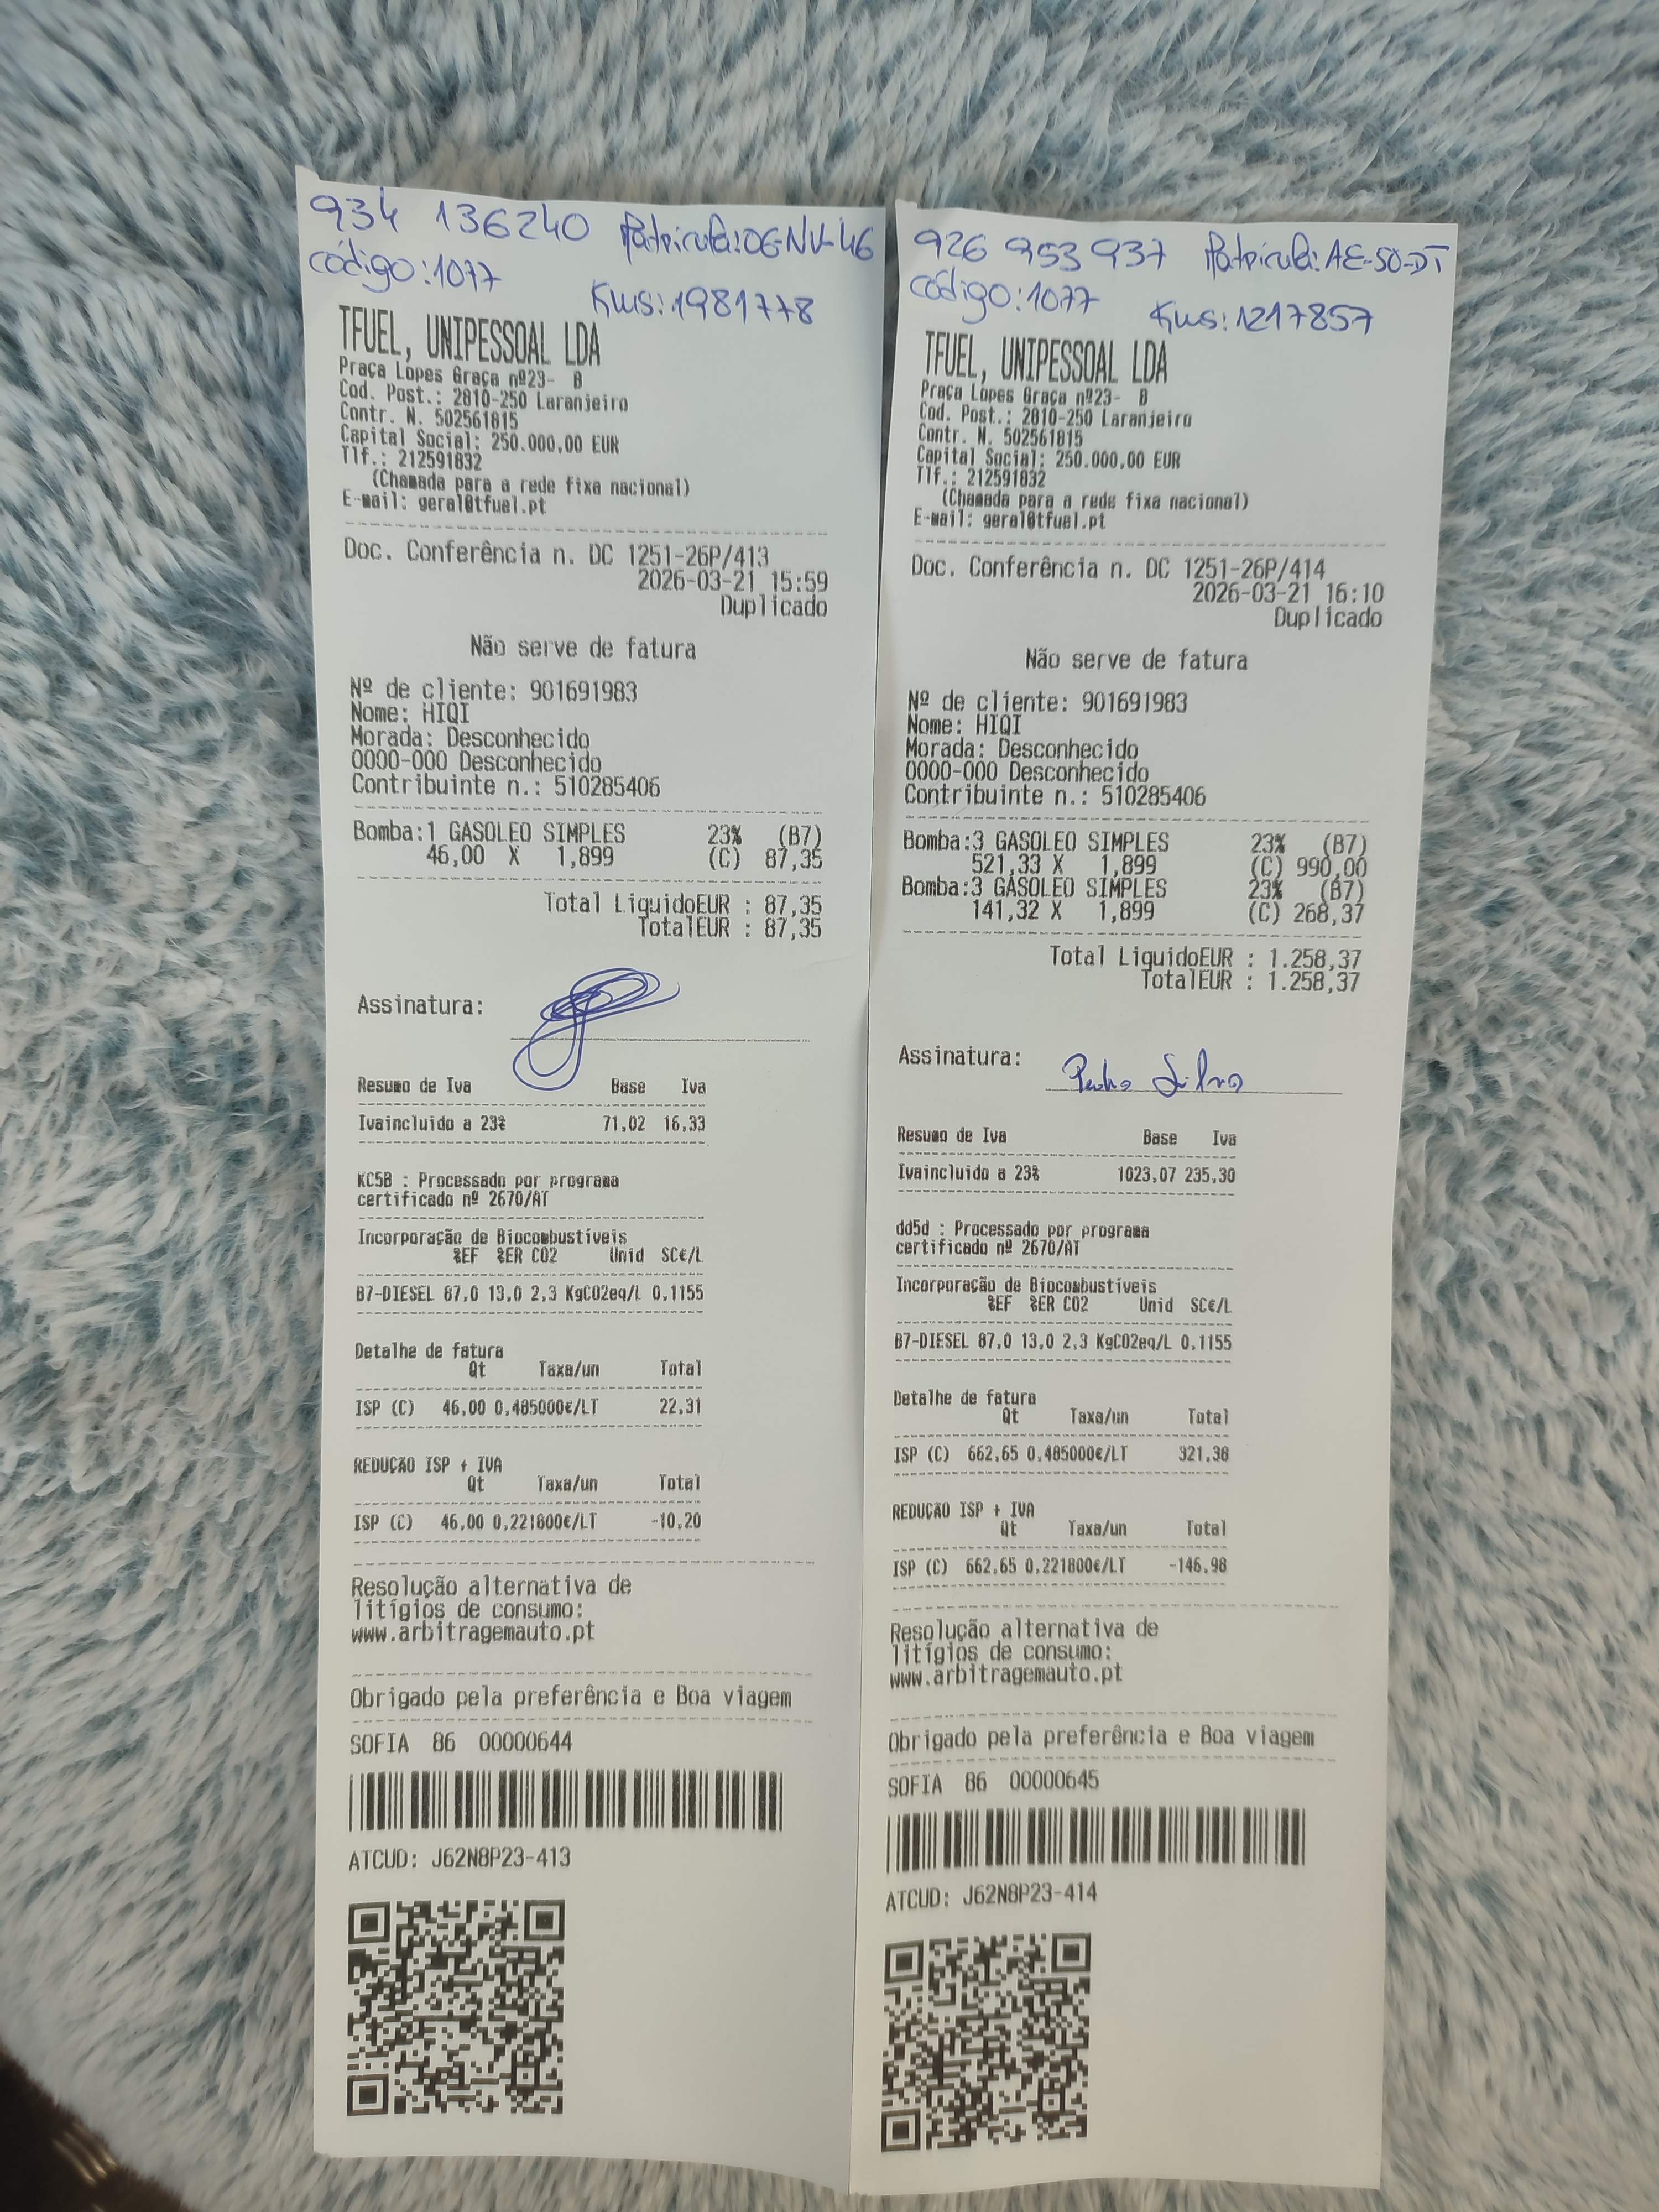 934 136240 Matricula:06-NV-46
código:1077
Kms:1981778
TFUEL, UNIPESSOAL LDA
Praça Lopes Graça nº23- B
Cod. Post.: 2810-250 Laranjeiro
Contr. N. 502561815
Capital Social: 250.000,00 EUR
Tlf.: 212591832
(Chamada para a rede fixa nacional)
E-mail: geral@tfuel.pt
Doc. Conferência n. DC 1251-26P/413
2026-03-21 15:59
Duplicado
Não serve de fatura
Nº de cliente: 901691983
Nome: HIQI
Morada: Desconhecido
0000-000 Desconhecido
Contribuinte n.: 510285406
Bomba:1 GASOLEO SIMPLES 23% (B7)
46,00 X 1,899 (C) 87,35
Total LiquidoEUR : 87,35
TotalEUR : 87,35
Assinatura:
Resumo de Iva Base Iva
Ivaincluido a 23% 71,02 16,33
KC5B : Processado por programa
certificado nº 2670/AT
Incorporação de Biocombustíveis
%EF %ER CO2 Unid SC€/L
B7-DIESEL 87,0 13,0 2,3 KgCO2eq/L 0,1155
Detalhe de fatura
Qt Taxa/un Total
ISP (C) 46,00 0,485000€/LT 22,31
REDUÇÃO ISP + IVA
Qt Taxa/un Total
ISP (C) 46,00 0,221800€/LT -10,20
Resolução alternativa de
litígios de consumo:
www.arbitragemauto.pt
Obrigado pela preferência e Boa viagem
SOFIA 86 00000644
ATCUD: J62N8P23-413
926 953 937 Matricula:AE-50-DT
código:1077
Kms:1217857
TFUEL, UNIPESSOAL LDA
Praça Lopes Graça nº23- B
Cod. Post.: 2810-250 Laranjeiro
Contr. N. 502561815
Capital Social: 250.000,00 EUR
Tlf.: 212591832
(Chamada para a rede fixa nacional)
E-mail: geral@tfuel.pt
Doc. Conferência n. DC 1251-26P/414
2026-03-21 16:10
Duplicado
Não serve de fatura
Nº de cliente: 901691983
Nome: HIQI
Morada: Desconhecido
0000-000 Desconhecido
Contribuinte n.: 510285406
Bomba:3 GASOLEO SIMPLES 23% (B7)
521,33 X 1,899 (C) 990,00
Bomba:3 GASOLEO SIMPLES 23% (B7)
141,32 X 1,899 (C) 268,37
Total LiquidoEUR : 1.258,37
TotalEUR : 1.258,37
Assinatura: Pedro Silva
Resumo de Iva Base Iva
Ivaincluido a 23% 1023,07 235,30
dd5d : Processado por programa
certificado nº 2670/AT
Incorporação de Biocombustíveis
%EF %ER CO2 Unid SC€/L
B7-DIESEL 87,0 13,0 2,3 KgCO2eq/L 0,1155
Detalhe de fatura
Qt Taxa/un Total
ISP (C) 662,65 0,485000€/LT 321,38
REDUÇÃO ISP + IVA
Qt Taxa/un Total
ISP (C) 662,65 0,221800€/LT -146,98
Resolução alternativa de
litígios de consumo:
www.arbitragemauto.pt
Obrigado pela preferência e Boa viagem
SOFIA 86 00000645
ATCUD: J62N8P23-414